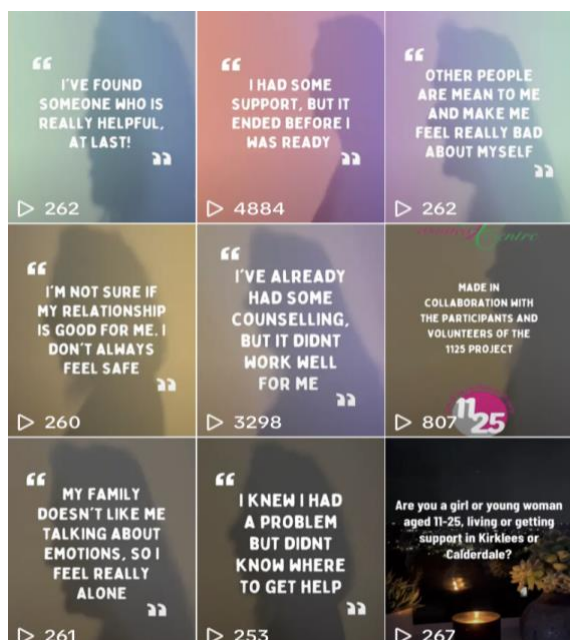 “
I'VE FOUND
SOMEONE WHO IS
REALLY HELPFUL,
AT LAST!
”
262
“
I HAD SOME
SUPPORT, BUT IT
ENDED BEFORE I
WAS READY
”
4884
“
OTHER PEOPLE
ARE MEAN TO ME
AND MAKE ME
FEEL REALLY BAD
ABOUT MYSELF
”
262
“
I'M NOT SURE IF
MY RELATIONSHIP
IS GOOD FOR ME. I
DON'T ALWAYS
FEEL SAFE
”
260
“
I'VE ALREADY
HAD SOME
COUNSELLING,
BUT IT DIDNT
WORK WELL
FOR ME
”
3298
Centre
MADE IN
COLLABORATION WITH
THE PARTICIPANTS AND
VOLUNTEERS OF THE
1125 PROJECT
807
1125
“
MY FAMILY
DOESN'T LIKE ME
TALKING ABOUT
EMOTIONS, SO I
FEEL REALLY
ALONE
”
261
“
I KNEW I HAD
A PROBLEM
BUT DIDNT
KNOW WHERE
TO GET HELP
”
253
Are you a girl or young woman
aged 11-25, living or getting
support in Kirklees or
Calderdale?
267